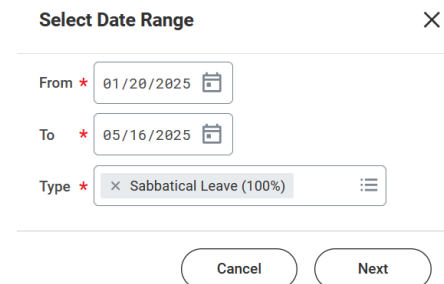 Select Date Range
From * 01/20/2025
To * 05/16/2025
Type * × Sabbatical Leave (100%)
Cancel Next